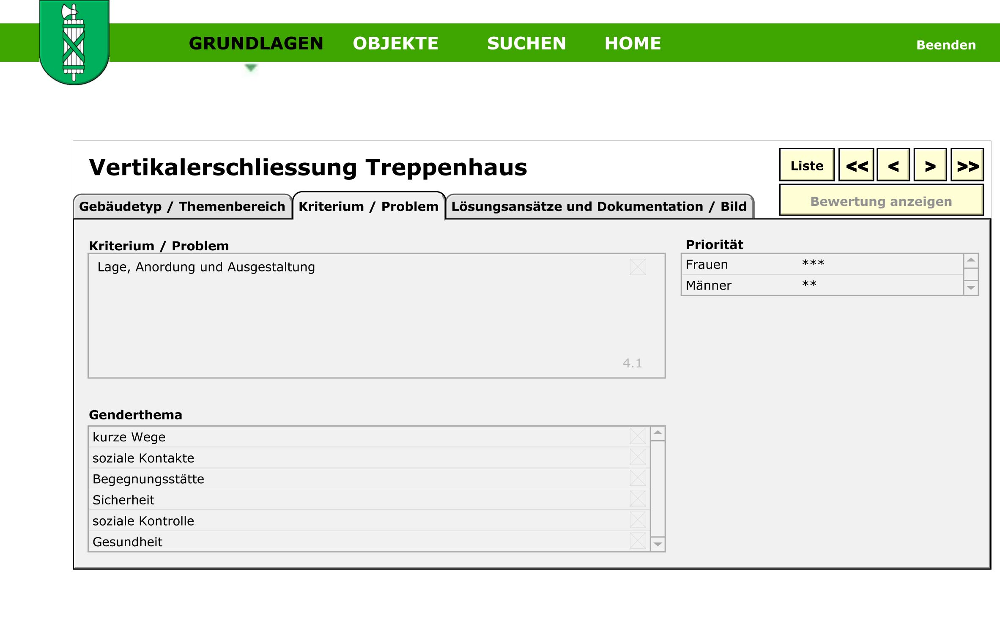 GRUNDLAGEN OBJEKTE SUCHEN HOME Beenden
Vertikalerschliessung Treppenhaus
Liste << < > >>
Bewertung anzeigen
Gebäudetyp / Themenbereich Kriterium / Problem Lösungsansätze und Dokumentation / Bild
Kriterium / Problem
Lage, Anordung und Ausgestaltung
4.1
Priorität
Frauen ***
Männer **
Genderthema
kurze Wege
soziale Kontakte
Begegnungsstätte
Sicherheit
soziale Kontrolle
Gesundheit